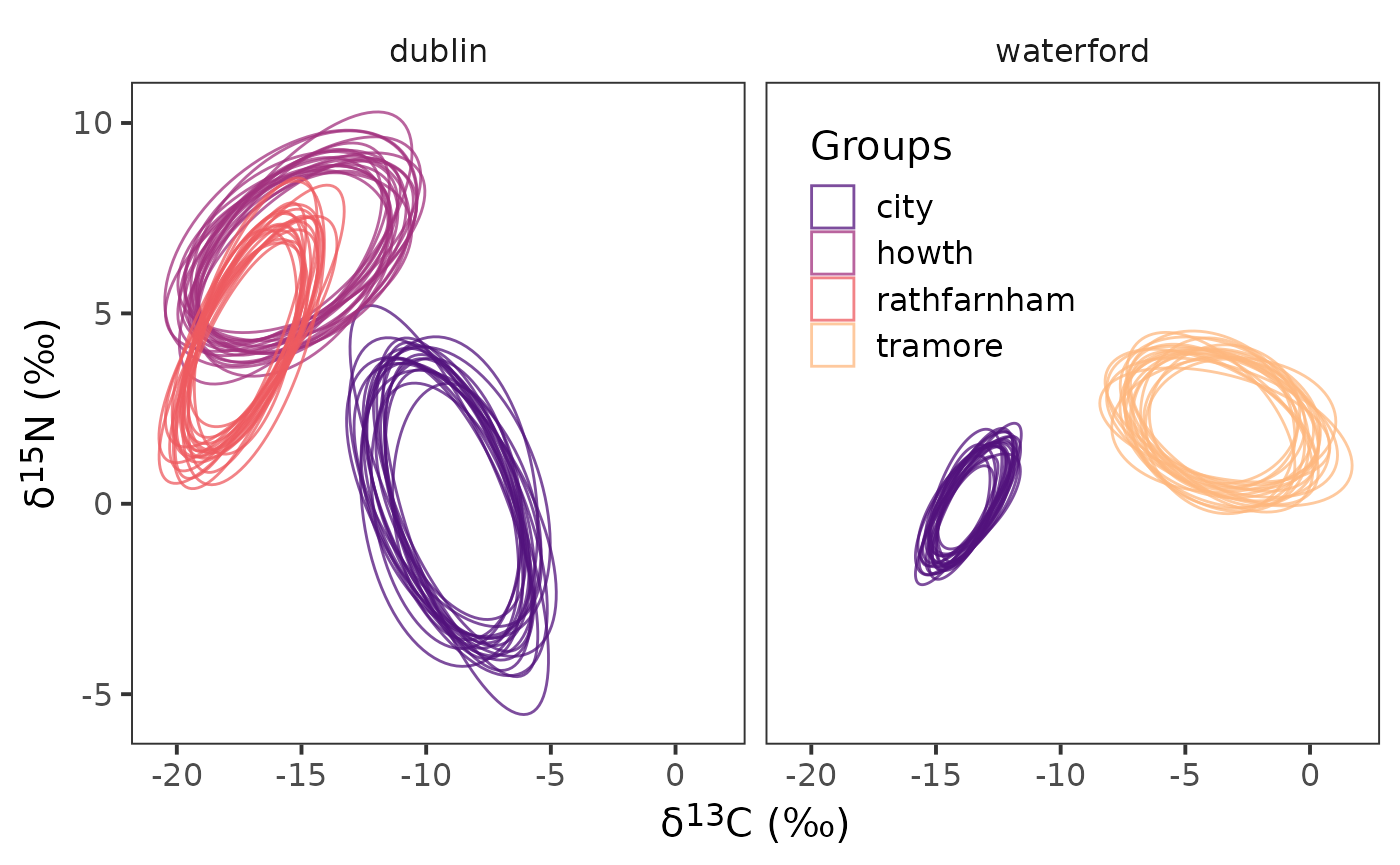 dublin
waterford
10
5
0
-5
δ15N (‰)
Groups
city
howth
rathfarnham
tramore
-20 -15 -10 -5 0
-20 -15 -10 -5 0
δ13C (‰)